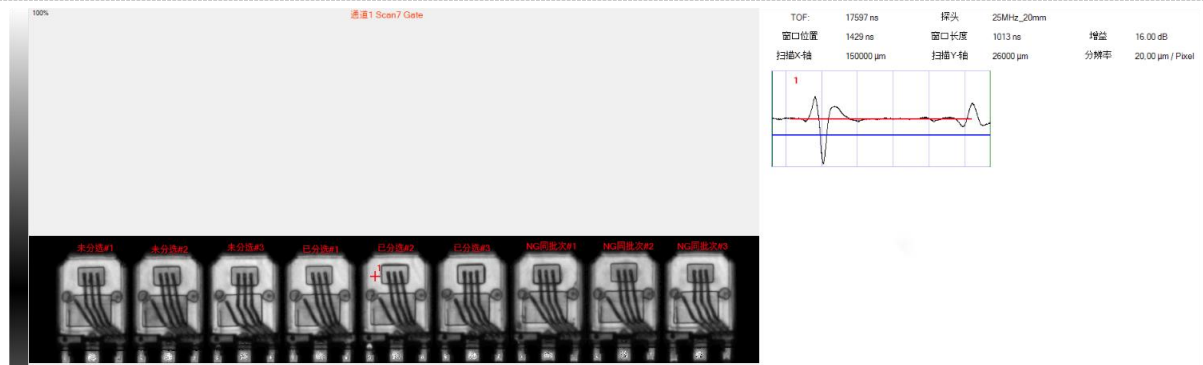 100%
通道1 Scan7 Gate
TOF: 17597 ns 探头 25MHz_20mm
窗口位置 1429 ns 窗口长度 1013 ns 增益 16.00 dB
扫描X-轴 150000 µm 扫描Y-轴 26000 µm 分辨率 20.00 µm / Pixel
1
未分选#1 未分选#2 未分选#3 已分选#1 已分选#2 已分选#3 NG同批次#1 NG同批次#2 NG同批次#3
1